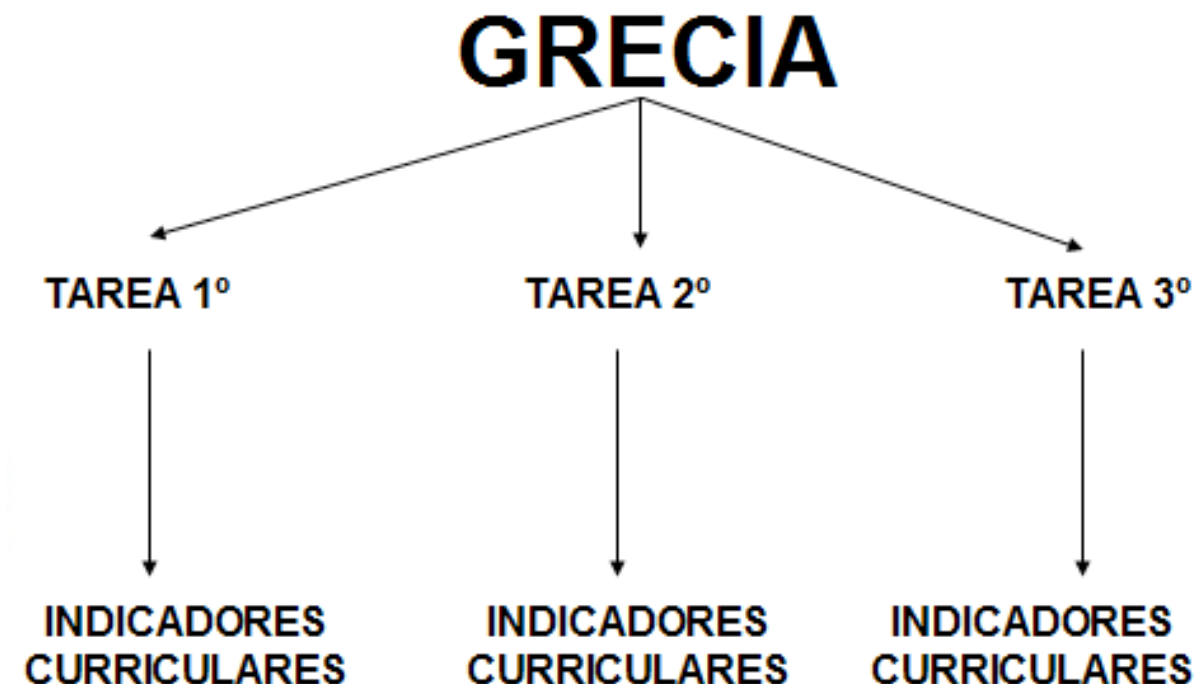 GRECIA
TAREA 1º
TAREA 2º
TAREA 3º
INDICADORES
CURRICULARES
INDICADORES
CURRICULARES
INDICADORES
CURRICULARES